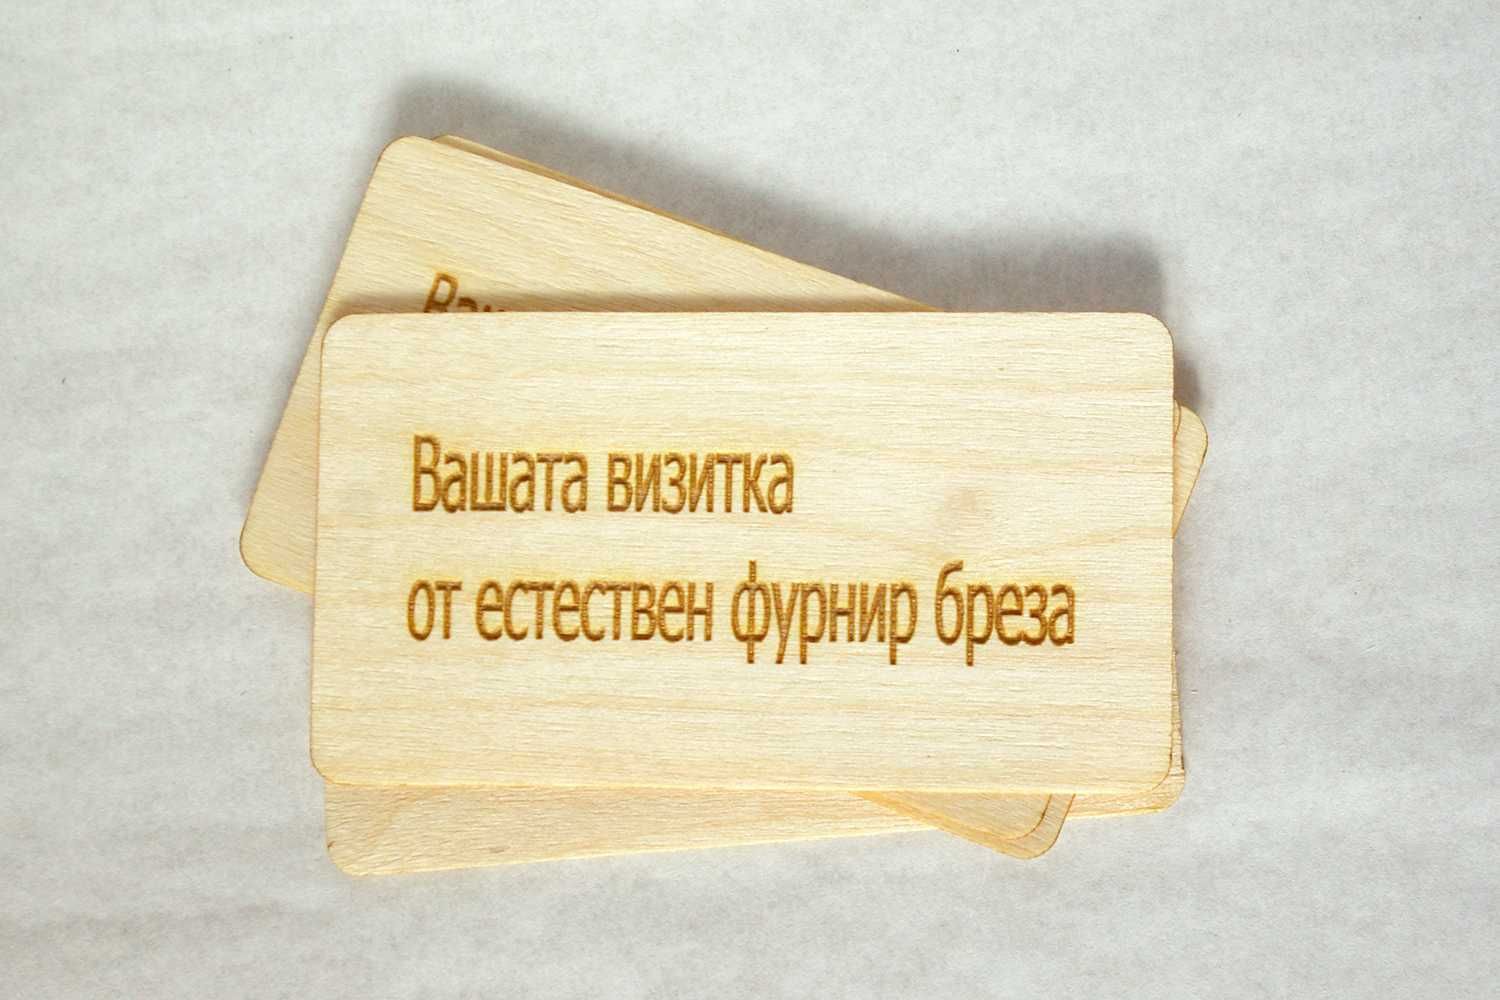 Вашата визитка
от естествен фурнир бреза